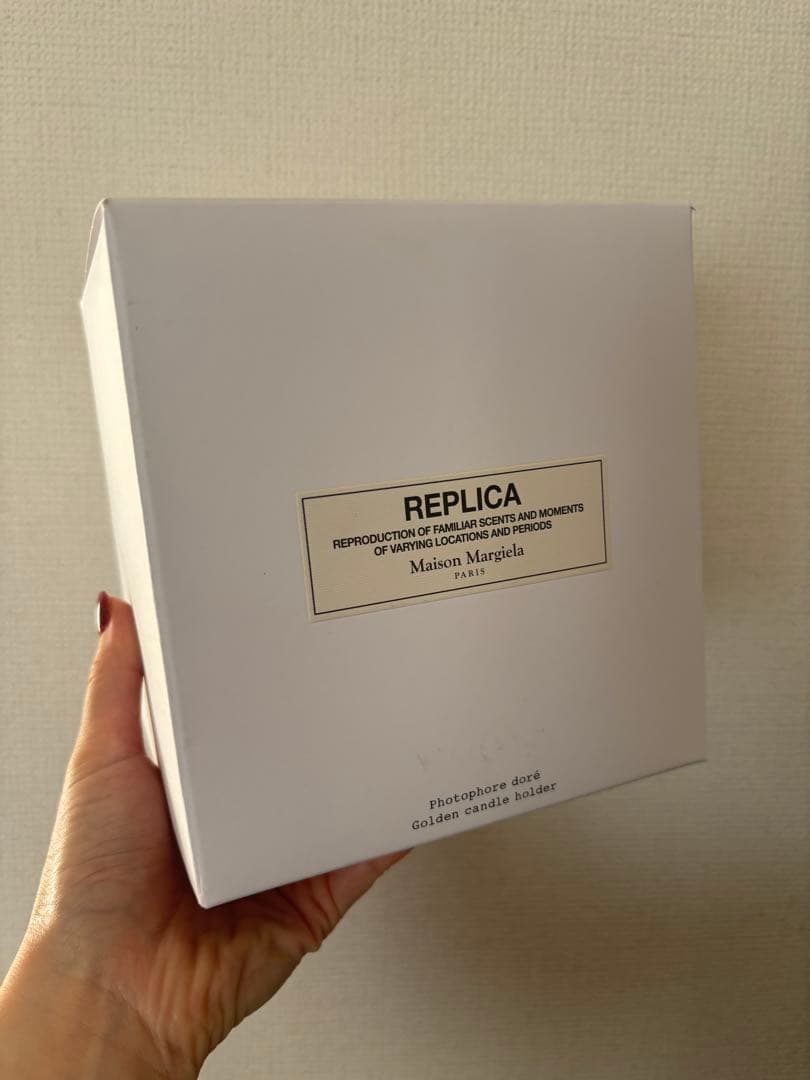 REPLICA
REPRODUCTION OF FAMILIAR SCENTS AND MOMENTS
OF VARYING LOCATIONS AND PERIODS
Maison Margiela
PARIS
Photophore doré
Golden candle holder